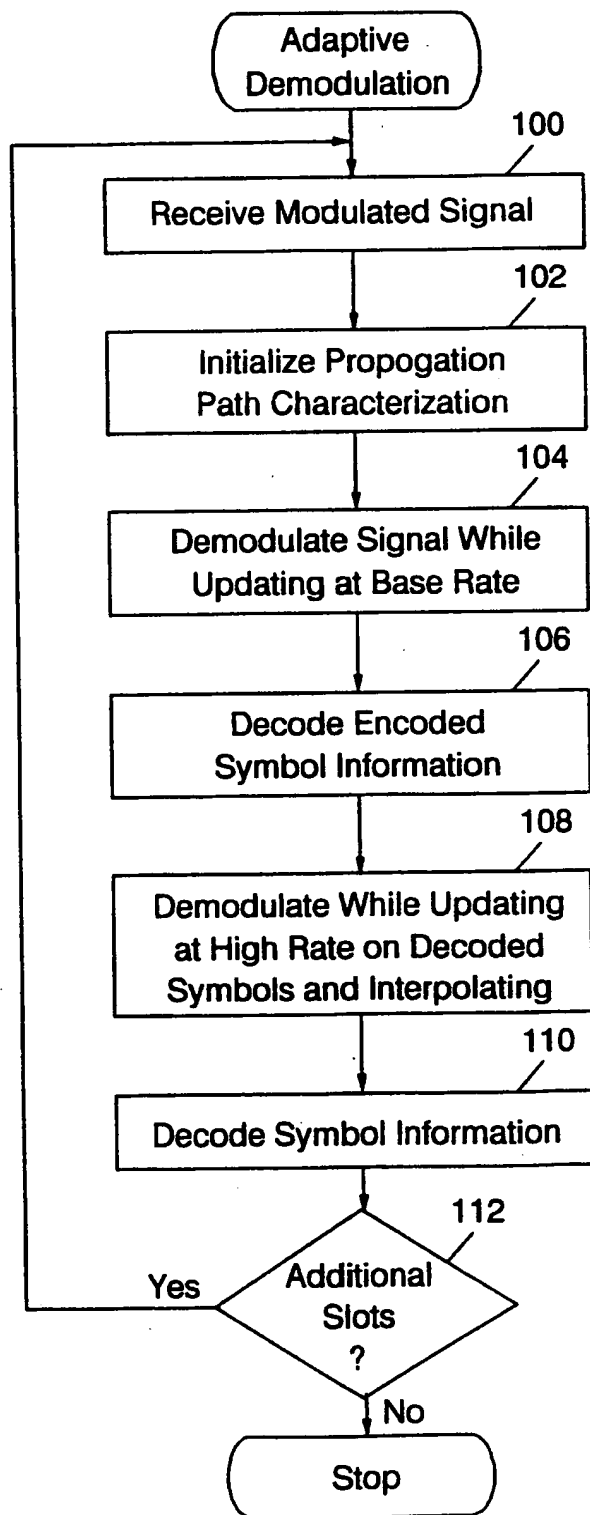 Adaptive
Demodulation
100
Receive Modulated Signal
102
Initialize Propogation
Path Characterization
104
Demodulate Signal While
Updating at Base Rate
106
Decode Encoded
Symbol Information
108
Demodulate While Updating
at High Rate on Decoded
Symbols and Interpolating
110
Decode Symbol Information
112
Yes
Additional
Slots
?
No
Stop